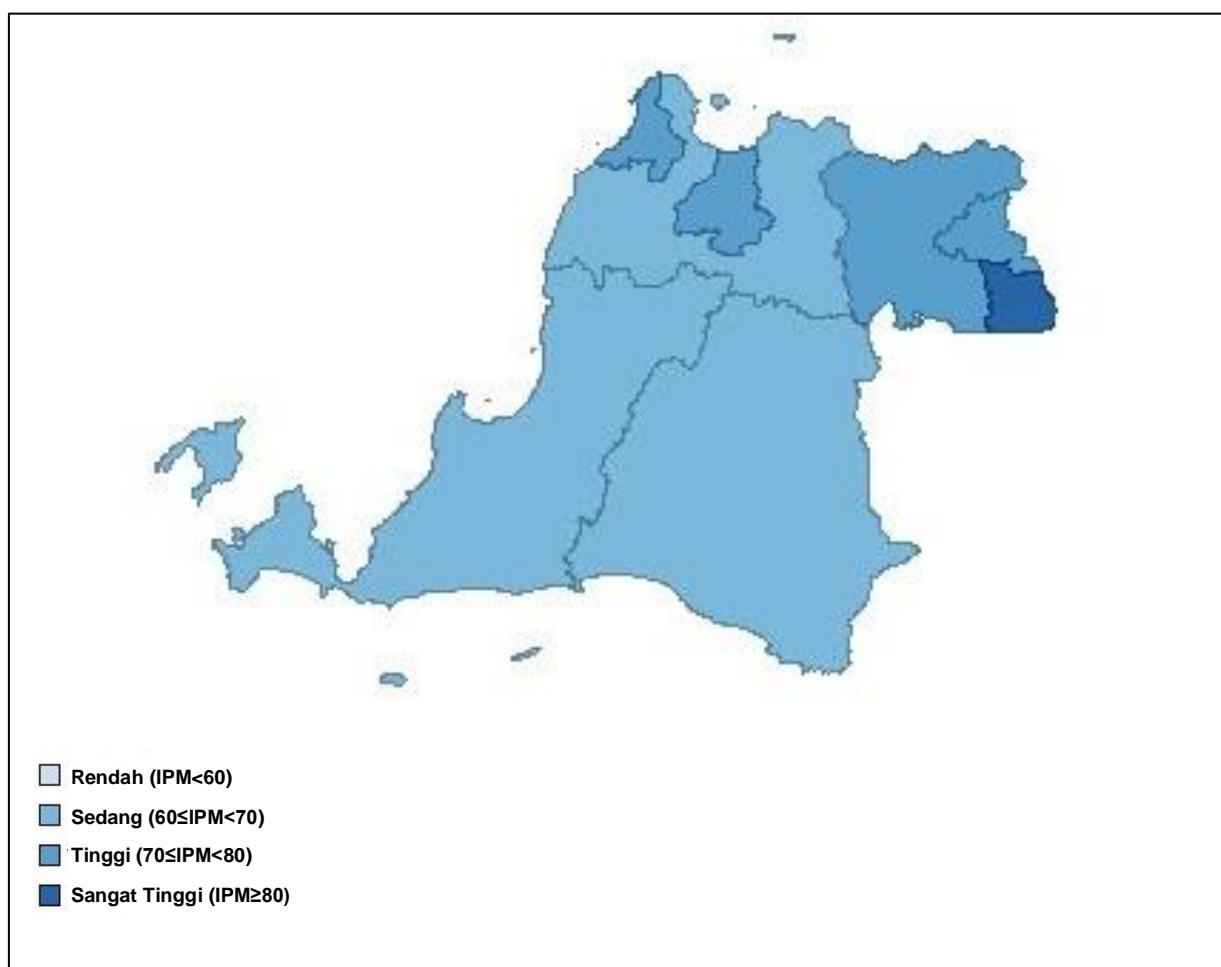 Rendah (IPM<60)
Sedang (60≤IPM<70)
Tinggi (70≤IPM<80)
Sangat Tinggi (IPM≥80)